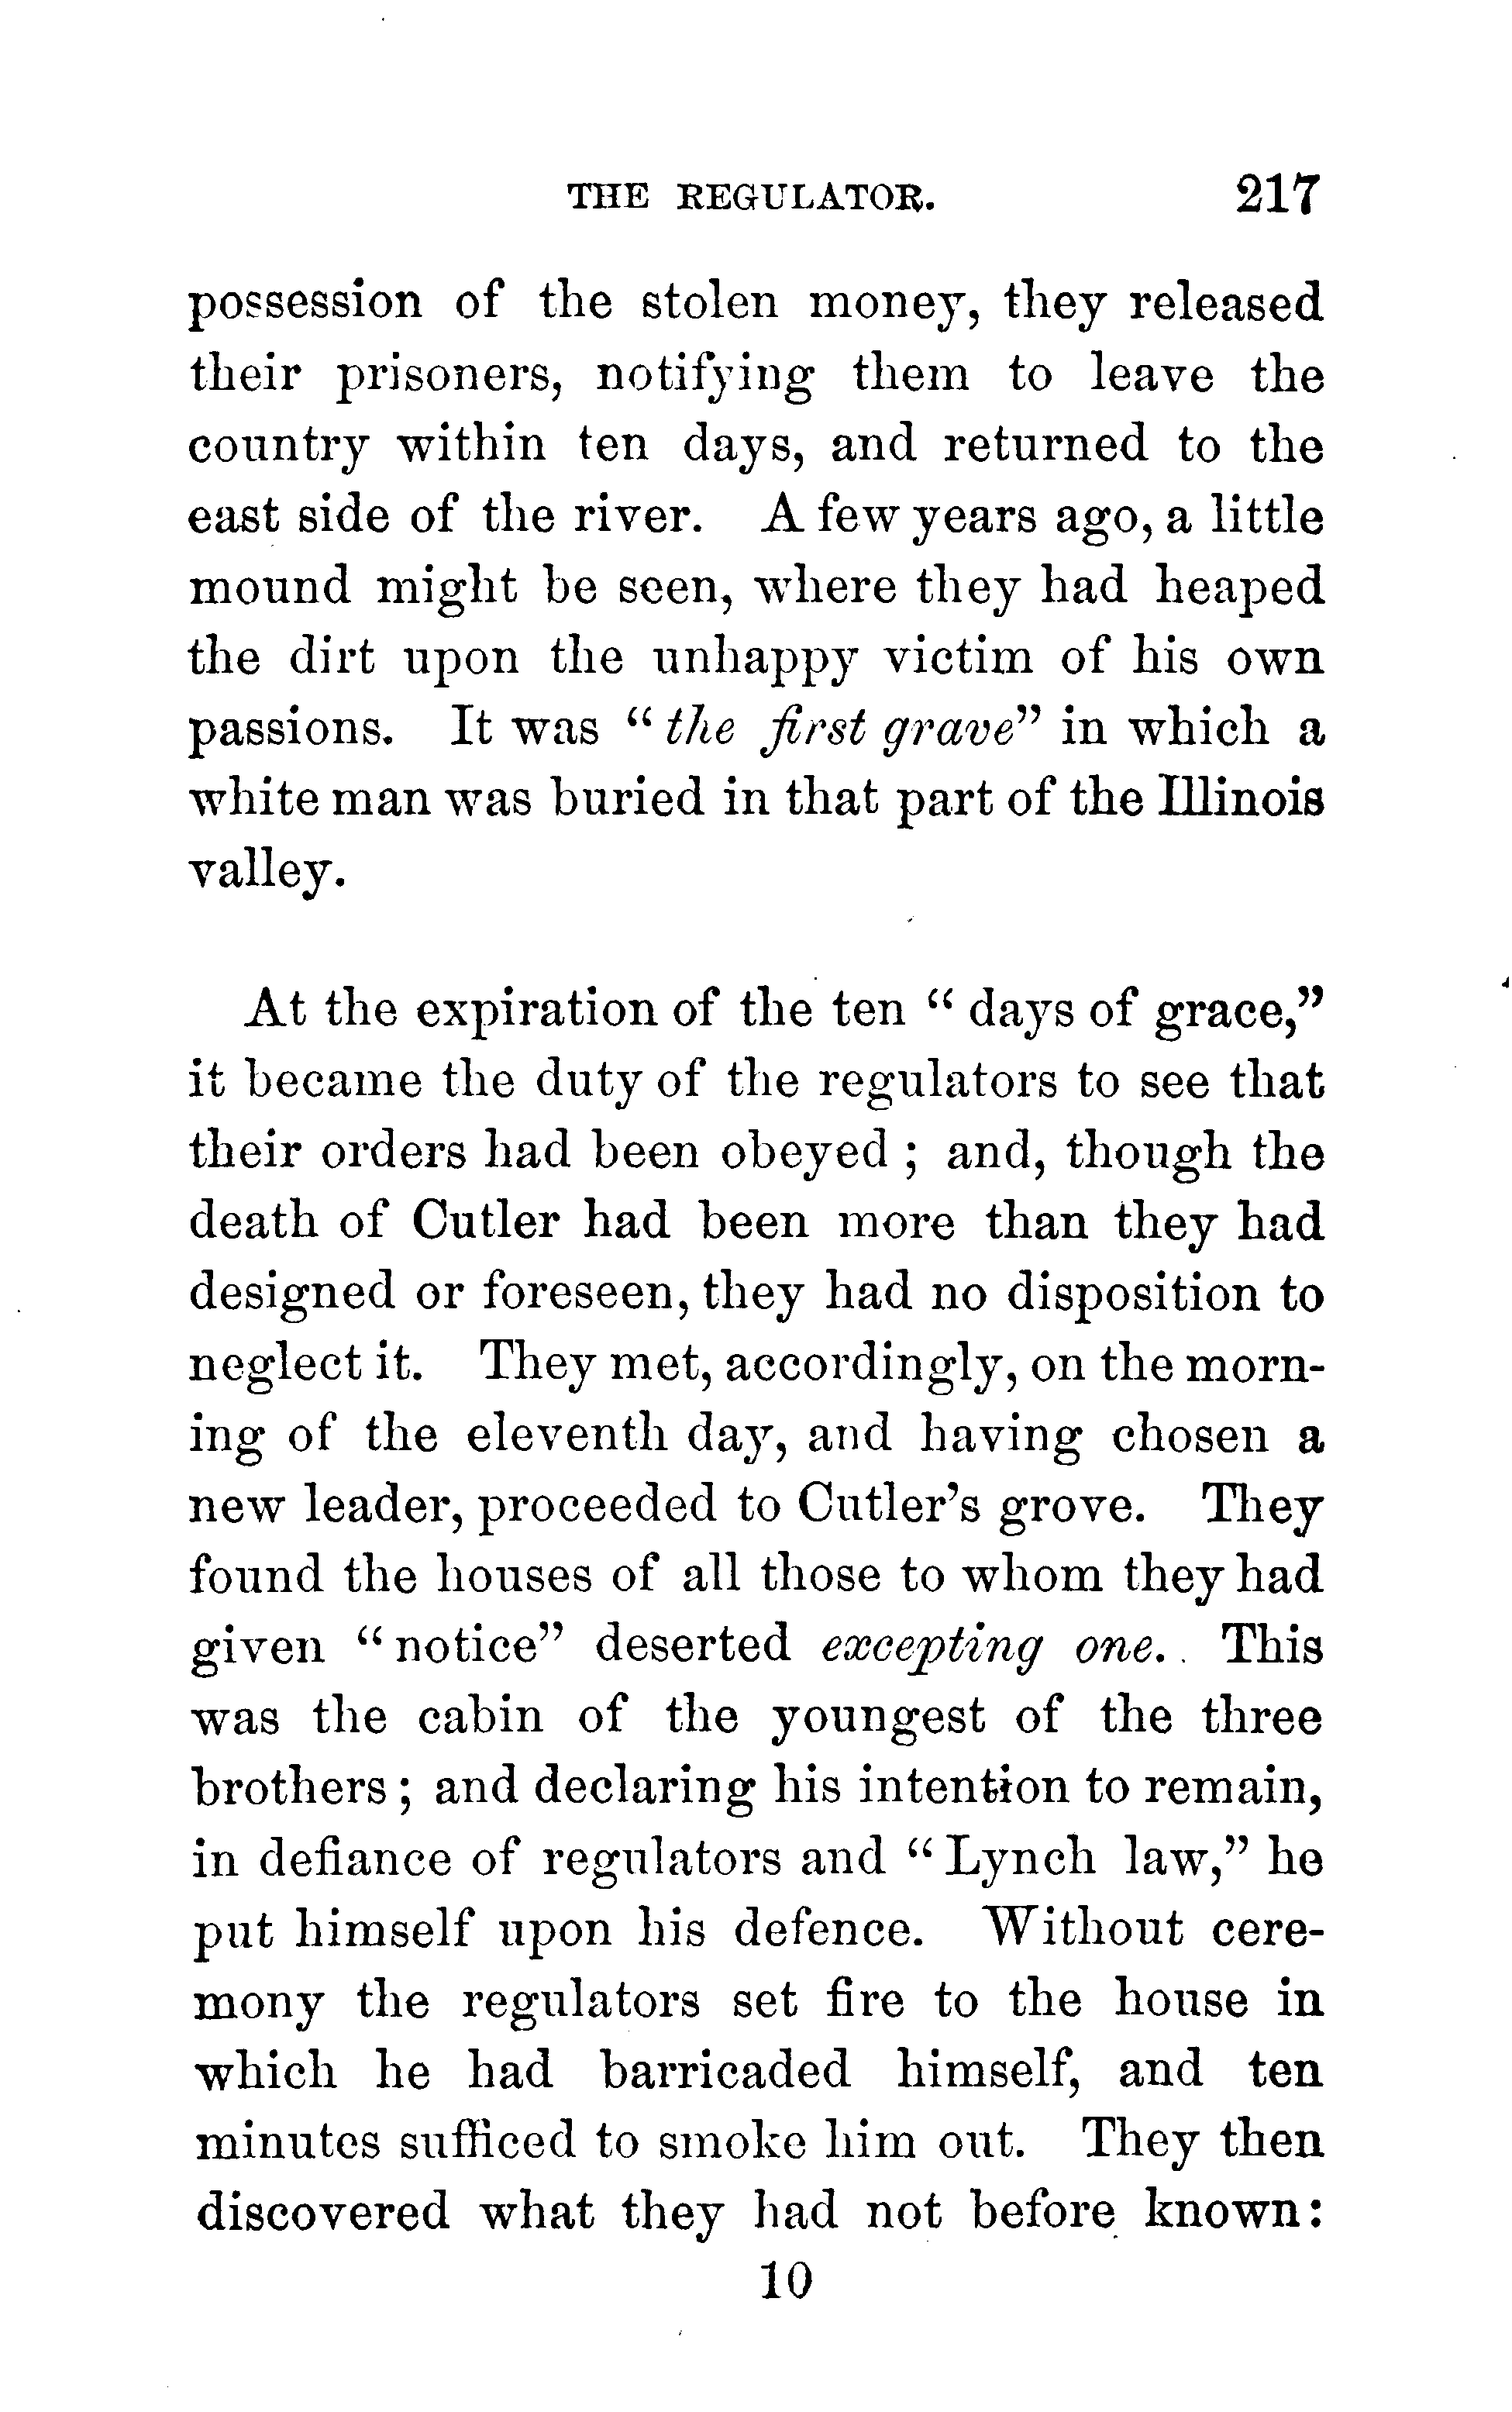 THE REGULATOR. 217
possession of the stolen money, they released
their prisoners, notifying them to leave the
country within ten days, and returned to the
east side of the river. A few years ago, a little
mound might be seen, where they had heaped
the dirt upon the unhappy victim of his own
passions. It was “the first grave” in which a
white man was buried in that part of the Illinois
valley.
At the expiration of the ten “days of grace,”
it became the duty of the regulators to see that
their orders had been obeyed; and, though the
death of Cutler had been more than they had
designed or foreseen, they had no disposition to
neglect it. They met, accordingly, on the morn-
ing of the eleventh day, and having chosen a
new leader, proceeded to Cutler's grove. They
found the houses of all those to whom they had
given “notice” deserted excepting one. This
was the cabin of the youngest of the three
brothers; and declaring his intention to remain,
in defiance of regulators and “Lynch law,” he
put himself upon his defence. Without cere-
mony the regulators set fire to the house in
which he had barricaded himself, and ten
minutes sufficed to smoke him out. They then
discovered what they had not before known:
10